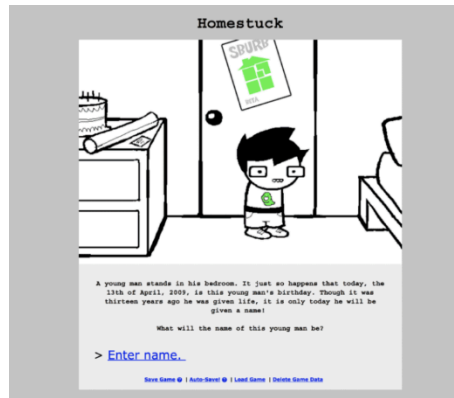 Homestuck
SBURB
BETA
A young man stands in his bedroom. It just so happens that today, the
13th of April, 2009, is this young man's birthday. Though it was
thirteen years ago he was given life, it is only today he will be
given a name!
What will the name of this young man be?
> Enter name.
Save Game | Auto-Save! | Load Game | Delete Game Data